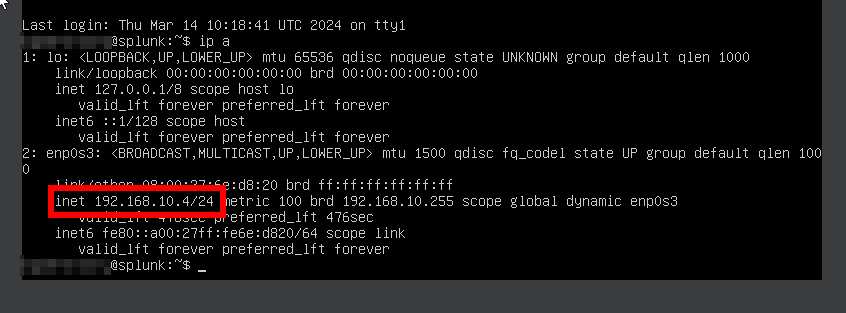 Last login: Thu Mar 14 10:18:41 UTC 2024 on tty1
@splunk:~$ ip a
1: lo: <LOOPBACK,UP,LOWER_UP> mtu 65536 qdisc noqueue state UNKNOWN group default qlen 1000
link/loopback 00:00:00:00:00:00 brd 00:00:00:00:00:00
inet 127.0.0.1/8 scope host lo
valid_lft forever preferred_lft forever
inet6 ::1/128 scope host
valid_lft forever preferred_lft forever
2: enp0s3: <BROADCAST,MULTICAST,UP,LOWER_UP> mtu 1500 qdisc fq_codel state UP group default qlen 100
0
link/ether 08:00:27:6e:d8:20 brd ff:ff:ff:ff:ff:ff
inet 192.168.10.4/24 metric 100 brd 192.168.10.255 scope global dynamic enp0s3
valid_lft 476sec preferred_lft 476sec
inet6 fe80::a00:27ff:fe6e:d820/64 scope link
valid_lft forever preferred_lft forever
@splunk:~$ _